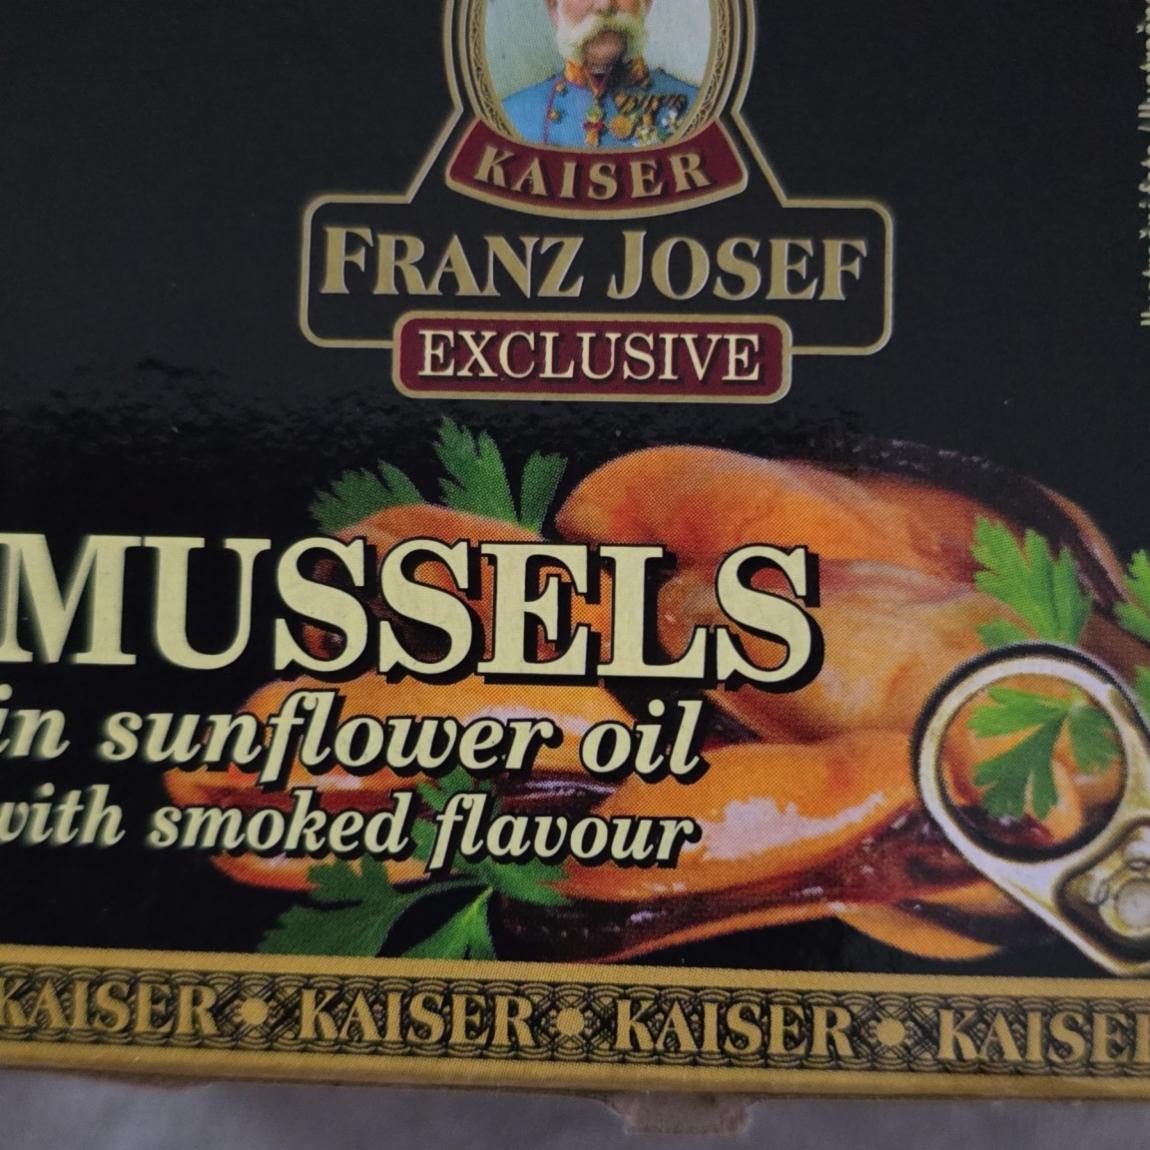 KAISER
FRANZ JOSEF
EXCLUSIVE
MUSSELS
in sunflower oil
with smoked flavour
KAISER • KAISER • KAISER • KAISER